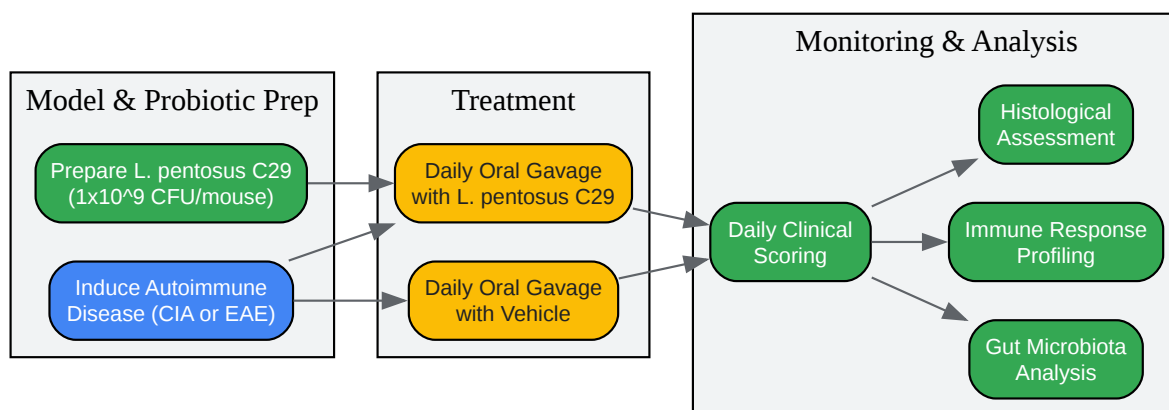 Model & Probiotic Prep
Prepare L. pentosus C29
(1x10^9 CFU/mouse)
Induce Autoimmune
Disease (CIA or EAE)
Treatment
Daily Oral Gavage
with L. pentosus C29
Daily Oral Gavage
with Vehicle
Monitoring & Analysis
Daily Clinical
Scoring
Histological
Assessment
Immune Response
Profiling
Gut Microbiota
Analysis